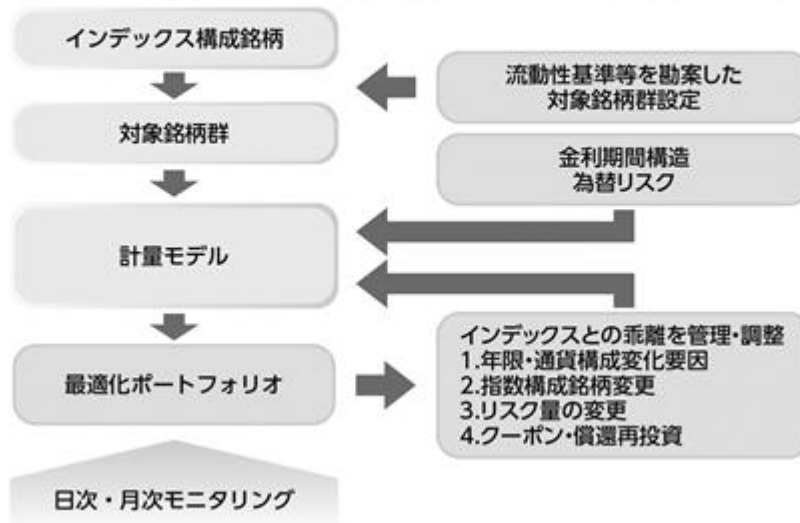 インデックス構成銘柄
流動性基準等を勘案した
対象銘柄群設定
対象銘柄群
金利期間構造
為替リスク
計量モデル
インデックスとの乖離を管理・調整
1.年限・通貨構成変化要因
2.指数構成銘柄変更
3.リスク量の変更
4.クーポン・償還再投資
最適化ポートフォリオ
日次・月次モニタリング